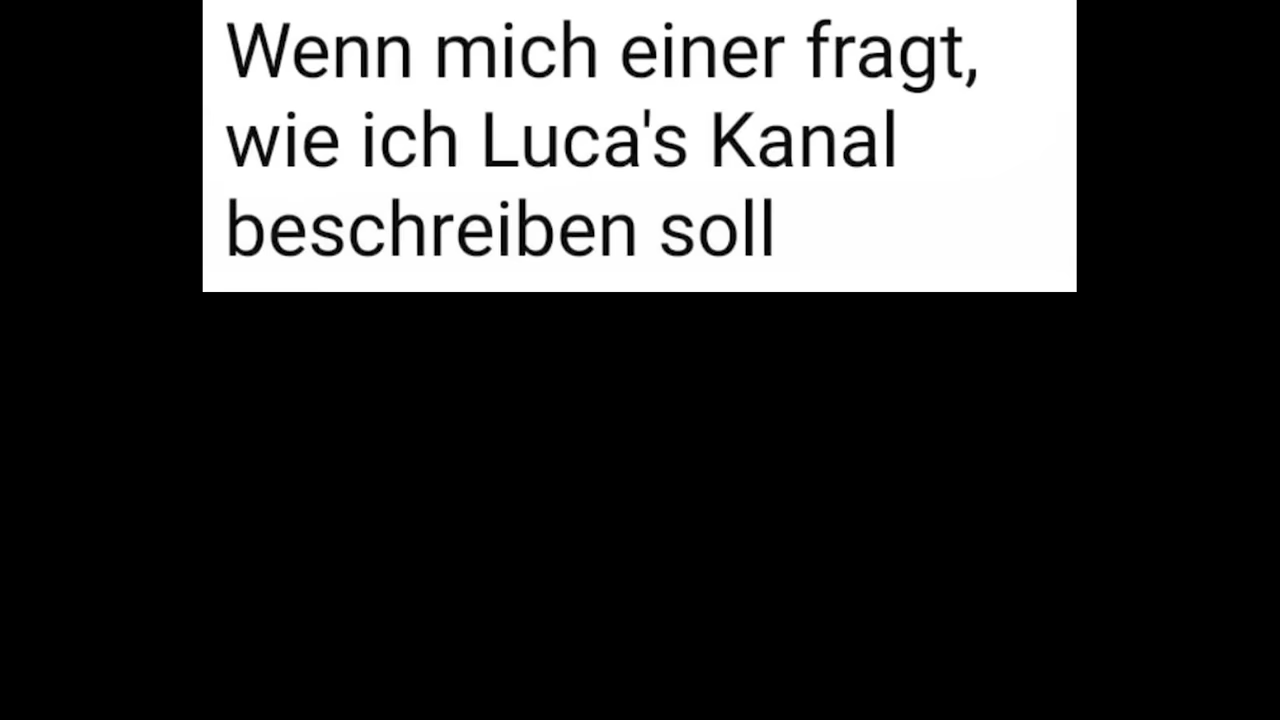 Wenn mich einer fragt,
wie ich Luca's Kanal
beschreiben soll